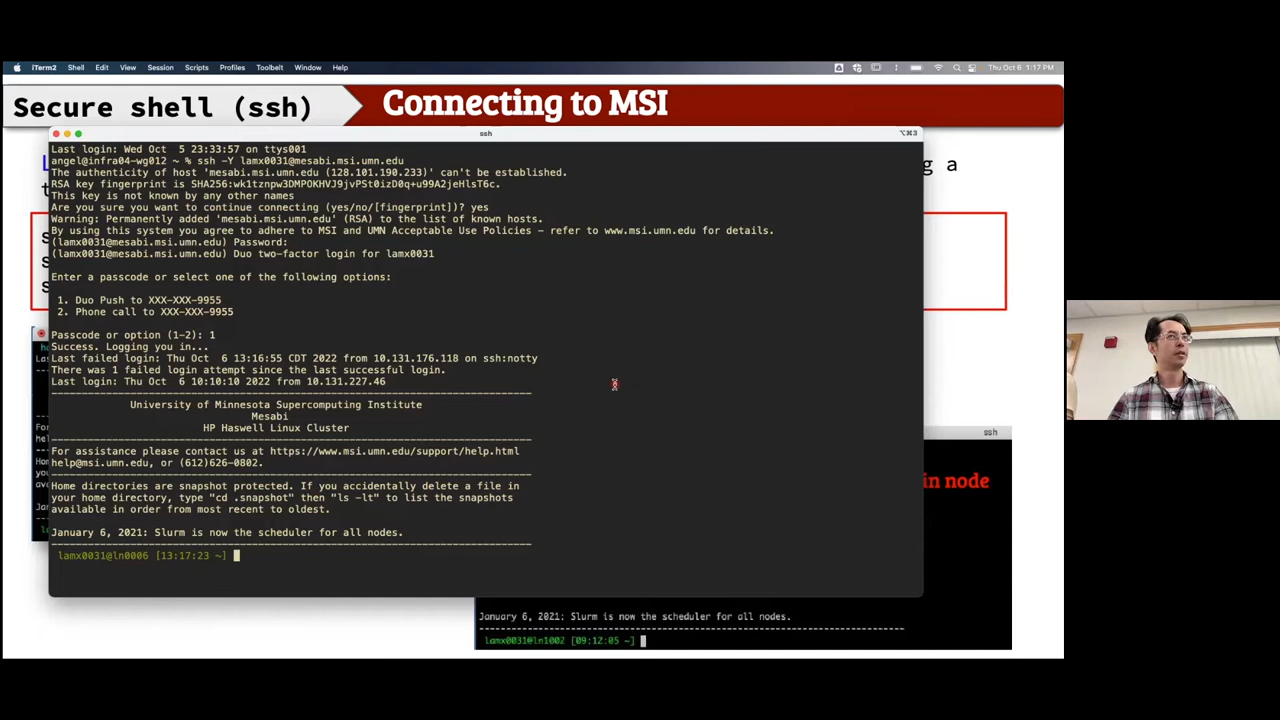 iTerm2 Shell Edit View Session Scripts Profiles Toolbelt Window Help Thu Oct 6 1:17 PM
Secure shell (ssh) Connecting to MSI
ssh ⌥⌘3
Last login: Wed Oct 5 23:33:57 on ttys001
angel@infra04-wg012 ~ % ssh -Y lamx0031@mesabi.msi.umn.edu
The authenticity of host 'mesabi.msi.umn.edu (128.101.190.233)' can't be established.
RSA key fingerprint is SHA256:wk1tznpw3DMPOKHVJ9jvPSt0izD0q+u99A2jeHlsT6c.
This key is not known by any other names
Are you sure you want to continue connecting (yes/no/[fingerprint])? yes
Warning: Permanently added 'mesabi.msi.umn.edu' (RSA) to the list of known hosts.
By using this system you agree to adhere to MSI and UMN Acceptable Use Policies - refer to www.msi.umn.edu for details.
(lamx0031@mesabi.msi.umn.edu) Password:
(lamx0031@mesabi.msi.umn.edu) Duo two-factor login for lamx0031
Enter a passcode or select one of the following options:
1. Duo Push to XXX-XXX-9955
2. Phone call to XXX-XXX-9955
Passcode or option (1-2): 1
Success. Logging you in...
Last failed login: Thu Oct 6 13:16:55 CDT 2022 from 10.131.176.118 on ssh:notty
There was 1 failed login attempt since the last successful login.
Last login: Thu Oct 6 10:10:10 2022 from 10.131.227.46
University of Minnesota Supercomputing Institute
Mesabi
HP Haswell Linux Cluster
For assistance please contact us at https://www.msi.umn.edu/support/help.html
help@msi.umn.edu, or (612)626-0802.
Home directories are snapshot protected. If you accidentally delete a file in
your home directory, type "cd .snapshot" then "ls -lt" to list the snapshots
available in order from most recent to oldest.
January 6, 2021: Slurm is now the scheduler for all nodes.
lamx0031@ln0006 [13:17:23 ~]
g a
ssh
in node
January 6, 2021: Slurm is now the scheduler for all nodes.
lamx0031@ln1002 [09:12:05 ~]